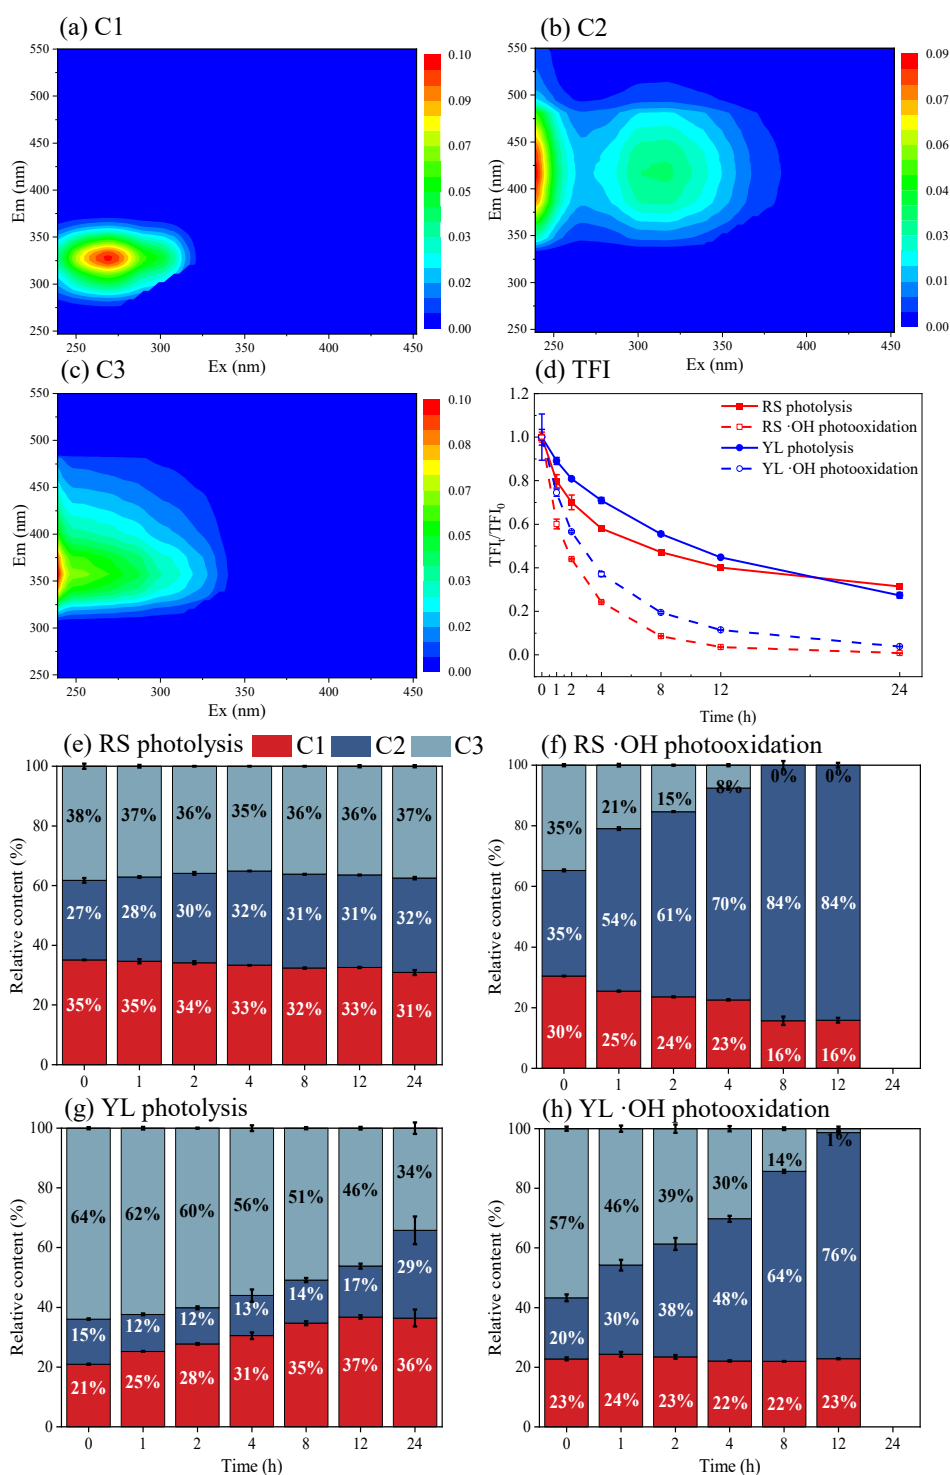 (a) C1
550
500
450
400
350
300
250
Em (nm)
250 300 350 400 450
Ex (nm)
0.10
0.09
0.07
0.05
0.03
0.02
0.00
(b) C2
550
500
450
400
350
300
250
Em (nm)
250 300 350 400 450
Ex (nm)
0.09
0.06
0.04
0.03
0.01
0.00
(c) C3
550
500
450
400
350
300
250
Em (nm)
250 300 350 400 450
Ex (nm)
0.10
0.08
0.07
0.05
0.03
0.02
0.00
(d) TFI
1.2
1.0
0.8
0.6
0.4
0.2
0.0
TFIt/TFI0
RS photolysis
RS ·OH photooxidation
YL photolysis
YL ·OH photooxidation
0 1 2 4 8 12 24
Time (h)
(e) RS photolysis
C1 C2 C3
100
80
60
40
20
0
Relative content (%)
38% 37% 36% 35% 36% 36% 37%
27% 28% 30% 32% 31% 31% 32%
35% 35% 34% 33% 32% 33% 31%
0 1 2 4 8 12 24
(f) RS ·OH photooxidation
100
80
60
40
20
0
Relative content (%)
35% 21% 15% 8% 0% 0%
35% 54% 61% 70% 84% 84%
30% 25% 24% 23% 16% 16%
0 1 2 4 8 12 24
(g) YL photolysis
100
80
60
40
20
0
Relative content (%)
64% 62% 60% 56% 51% 46% 34%
15% 12% 12% 13% 14% 17% 29%
21% 25% 28% 31% 35% 37% 36%
0 1 2 4 8 12 24
Time (h)
(h) YL ·OH photooxidation
100
80
60
40
20
0
Relative content (%)
57% 46% 39% 30% 14% 1%
20% 30% 38% 48% 64% 76%
23% 24% 23% 22% 22% 23%
0 1 2 4 8 12 24
Time (h)